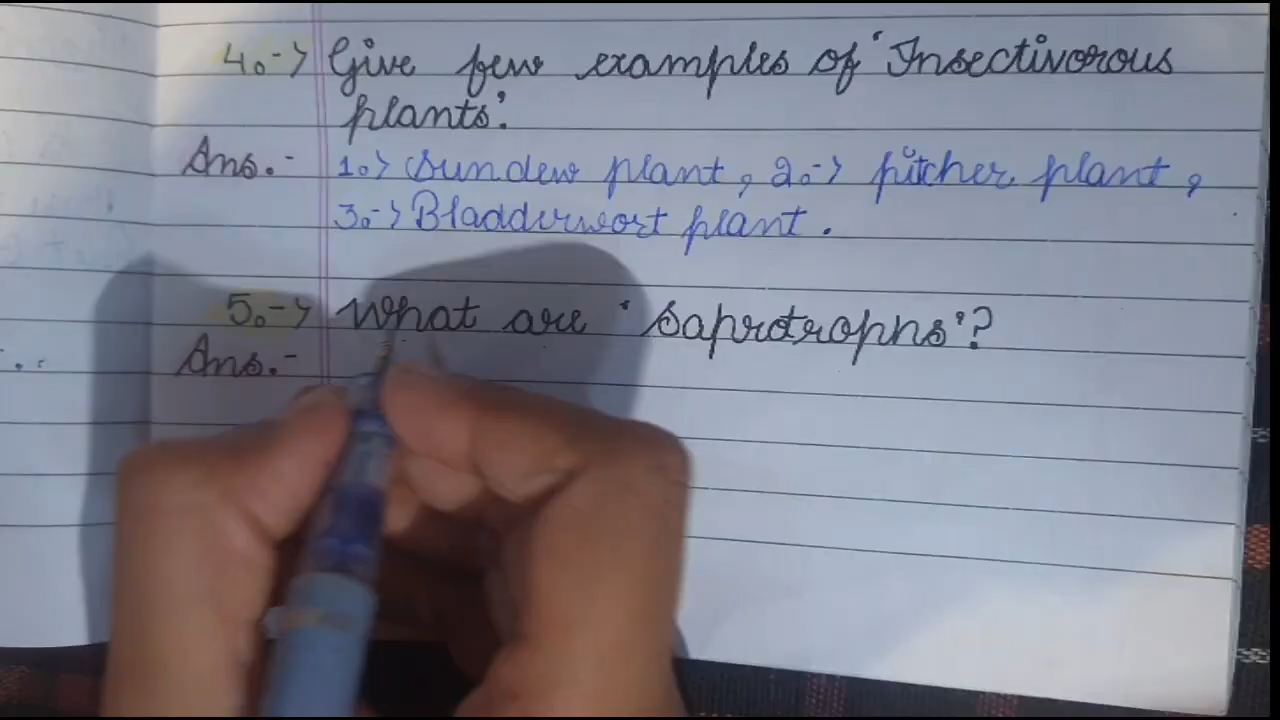 4.-> Give few examples of 'Insectivorous
plants'.
Ans.- 1.-> Sundew plant, 2.-> pitcher plant,
3.-> Bladderwort plant.
5.-> What are 'Saprotrophs'?
Ans.-